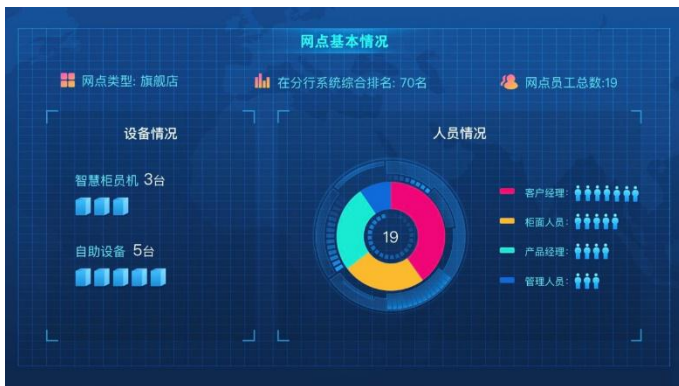 网点基本情况
网点类型: 旗舰店
在分行系统综合排名: 70名
网点员工总数:19
设备情况
智慧柜员机 3台
自助设备 5台
人员情况
19
客户经理:
柜面人员:
产品经理:
管理人员: